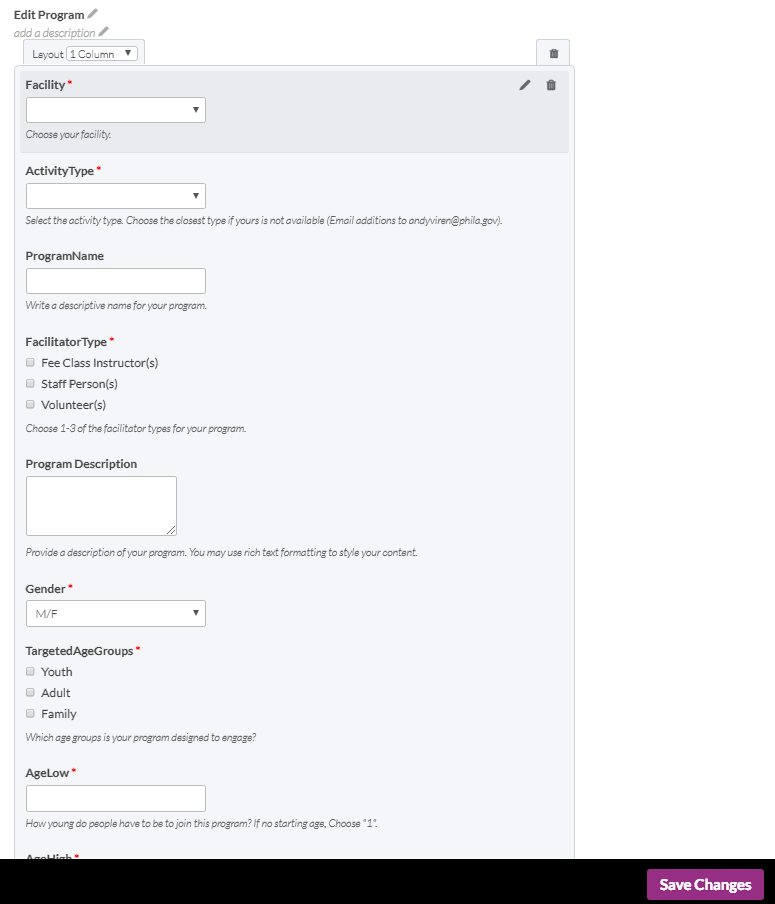 Edit Program
add a description
Layout 1 Column
Facility *
Choose your facility.
ActivityType *
Select the activity type. Choose the closest type if yours is not available (Email additions to andyviren@phila.gov).
ProgramName
Write a descriptive name for your program.
FacilitatorType *
Fee Class Instructor(s)
Staff Person(s)
Volunteer(s)
Choose 1-3 of the facilitator types for your program.
Program Description
Provide a description of your program. You may use rich text formatting to style your content.
Gender *
M/F
TargetedAgeGroups *
Youth
Adult
Family
Which age groups is your program designed to engage?
AgeLow *
How young do people have to be to join this program? If no starting age, Choose "1".
AgeHigh *
Save Changes